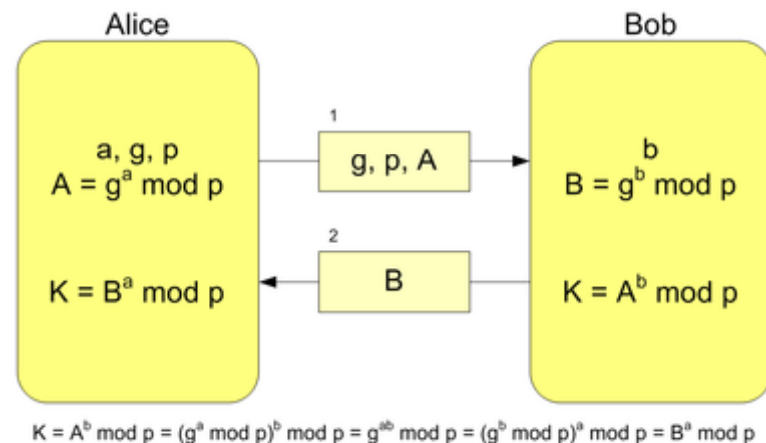 Alice
Bob
a, g, p
A = g^a mod p
K = B^a mod p
1
g, p, A
2
B
b
B = g^b mod p
K = A^b mod p
K = A^b mod p = (g^a mod p)^b mod p = g^ab mod p = (g^b mod p)^a mod p = B^a mod p